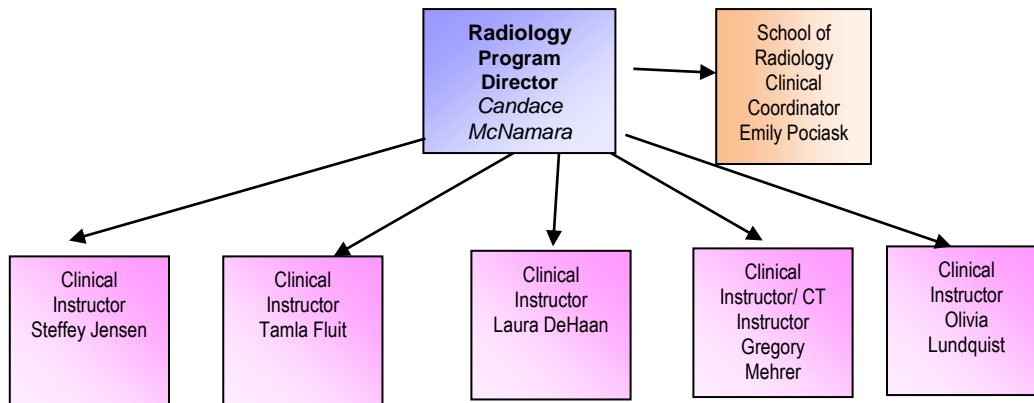 Radiology
Program
Director
Candace
McNamara
School of
Radiology
Clinical
Coordinator
Emily Pociask
Clinical
Instructor
Steffey Jensen
Clinical
Instructor
Tamla Fluit
Clinical
Instructor
Laura DeHaan
Clinical
Instructor/ CT
Instructor
Gregory
Mehrer
Clinical
Instructor
Olivia
Lundquist